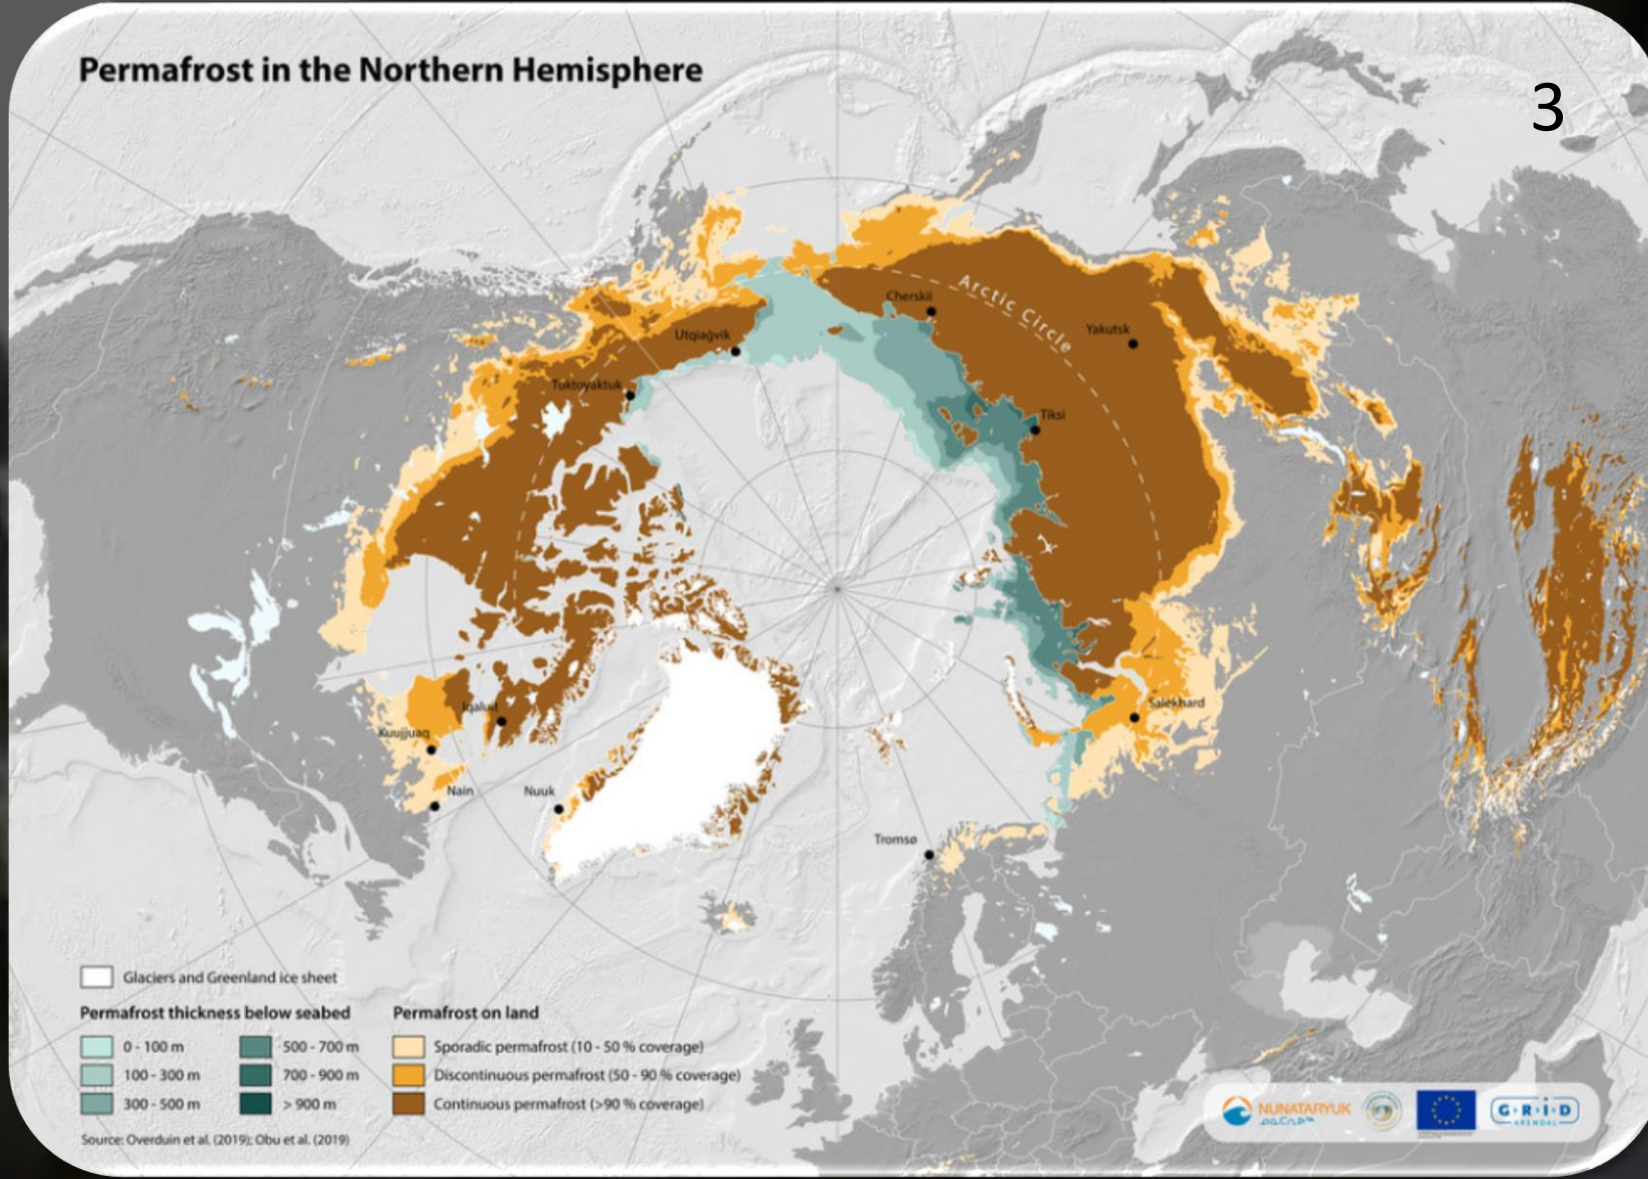 Permafrost in the Northern Hemisphere
3
Arctic Circle
Cherskii
Yakutsk
Utqiaġvik
Tuktoyaktuk
Tiksi
Iqaluit
Salekhard
Kuujjuaq
Nain
Nuuk
Tromsø
Glaciers and Greenland ice sheet
Permafrost thickness below seabed
0 - 100 m
100 - 300 m
300 - 500 m
500 - 700 m
700 - 900 m
> 900 m
Permafrost on land
Sporadic permafrost (10 - 50 % coverage)
Discontinuous permafrost (50 - 90 % coverage)
Continuous permafrost (>90 % coverage)
Source: Overduin et al. (2019); Obu et al. (2019)
NUNATARYUK
G·R·I·D
ARENDAL